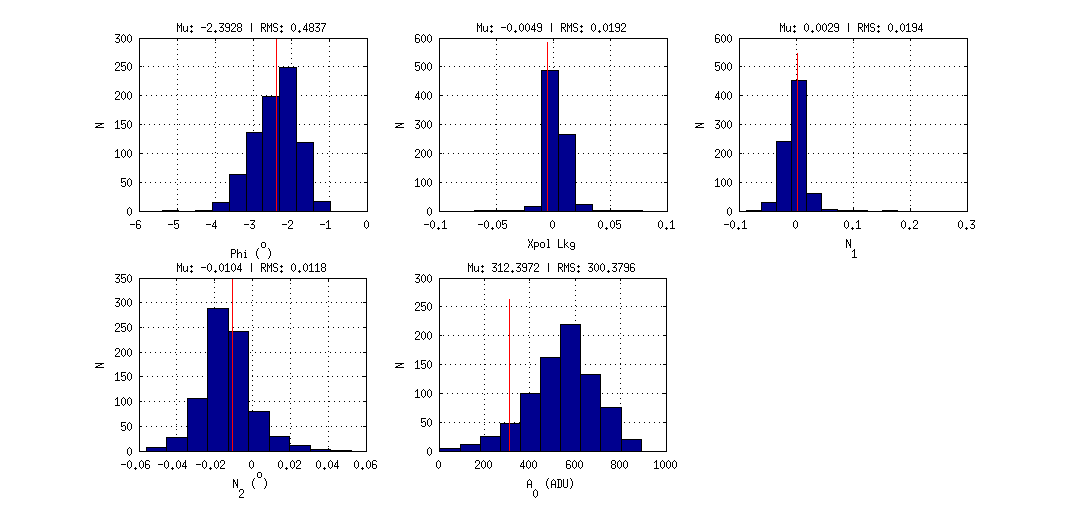 Mu: -2.3928 | RMS: 0.4837
300
250
200
150
100
50
0
N
-6 -5 -4 -3 -2 -1 0
Phi (o)
Mu: -0.0049 | RMS: 0.0192
600
500
400
300
200
100
0
N
-0.1 -0.05 0 0.05 0.1
Xpol Lkg
Mu: 0.0029 | RMS: 0.0194
600
500
400
300
200
100
0
N
-0.1 0 0.1 0.2 0.3
N1
Mu: -0.0104 | RMS: 0.0118
350
300
250
200
150
100
50
0
N
-0.06 -0.04 -0.02 0 0.02 0.04 0.06
N2 (o)
Mu: 312.3972 | RMS: 300.3796
300
250
200
150
100
50
0
N
0 200 400 600 800 1000
A0 (ADU)